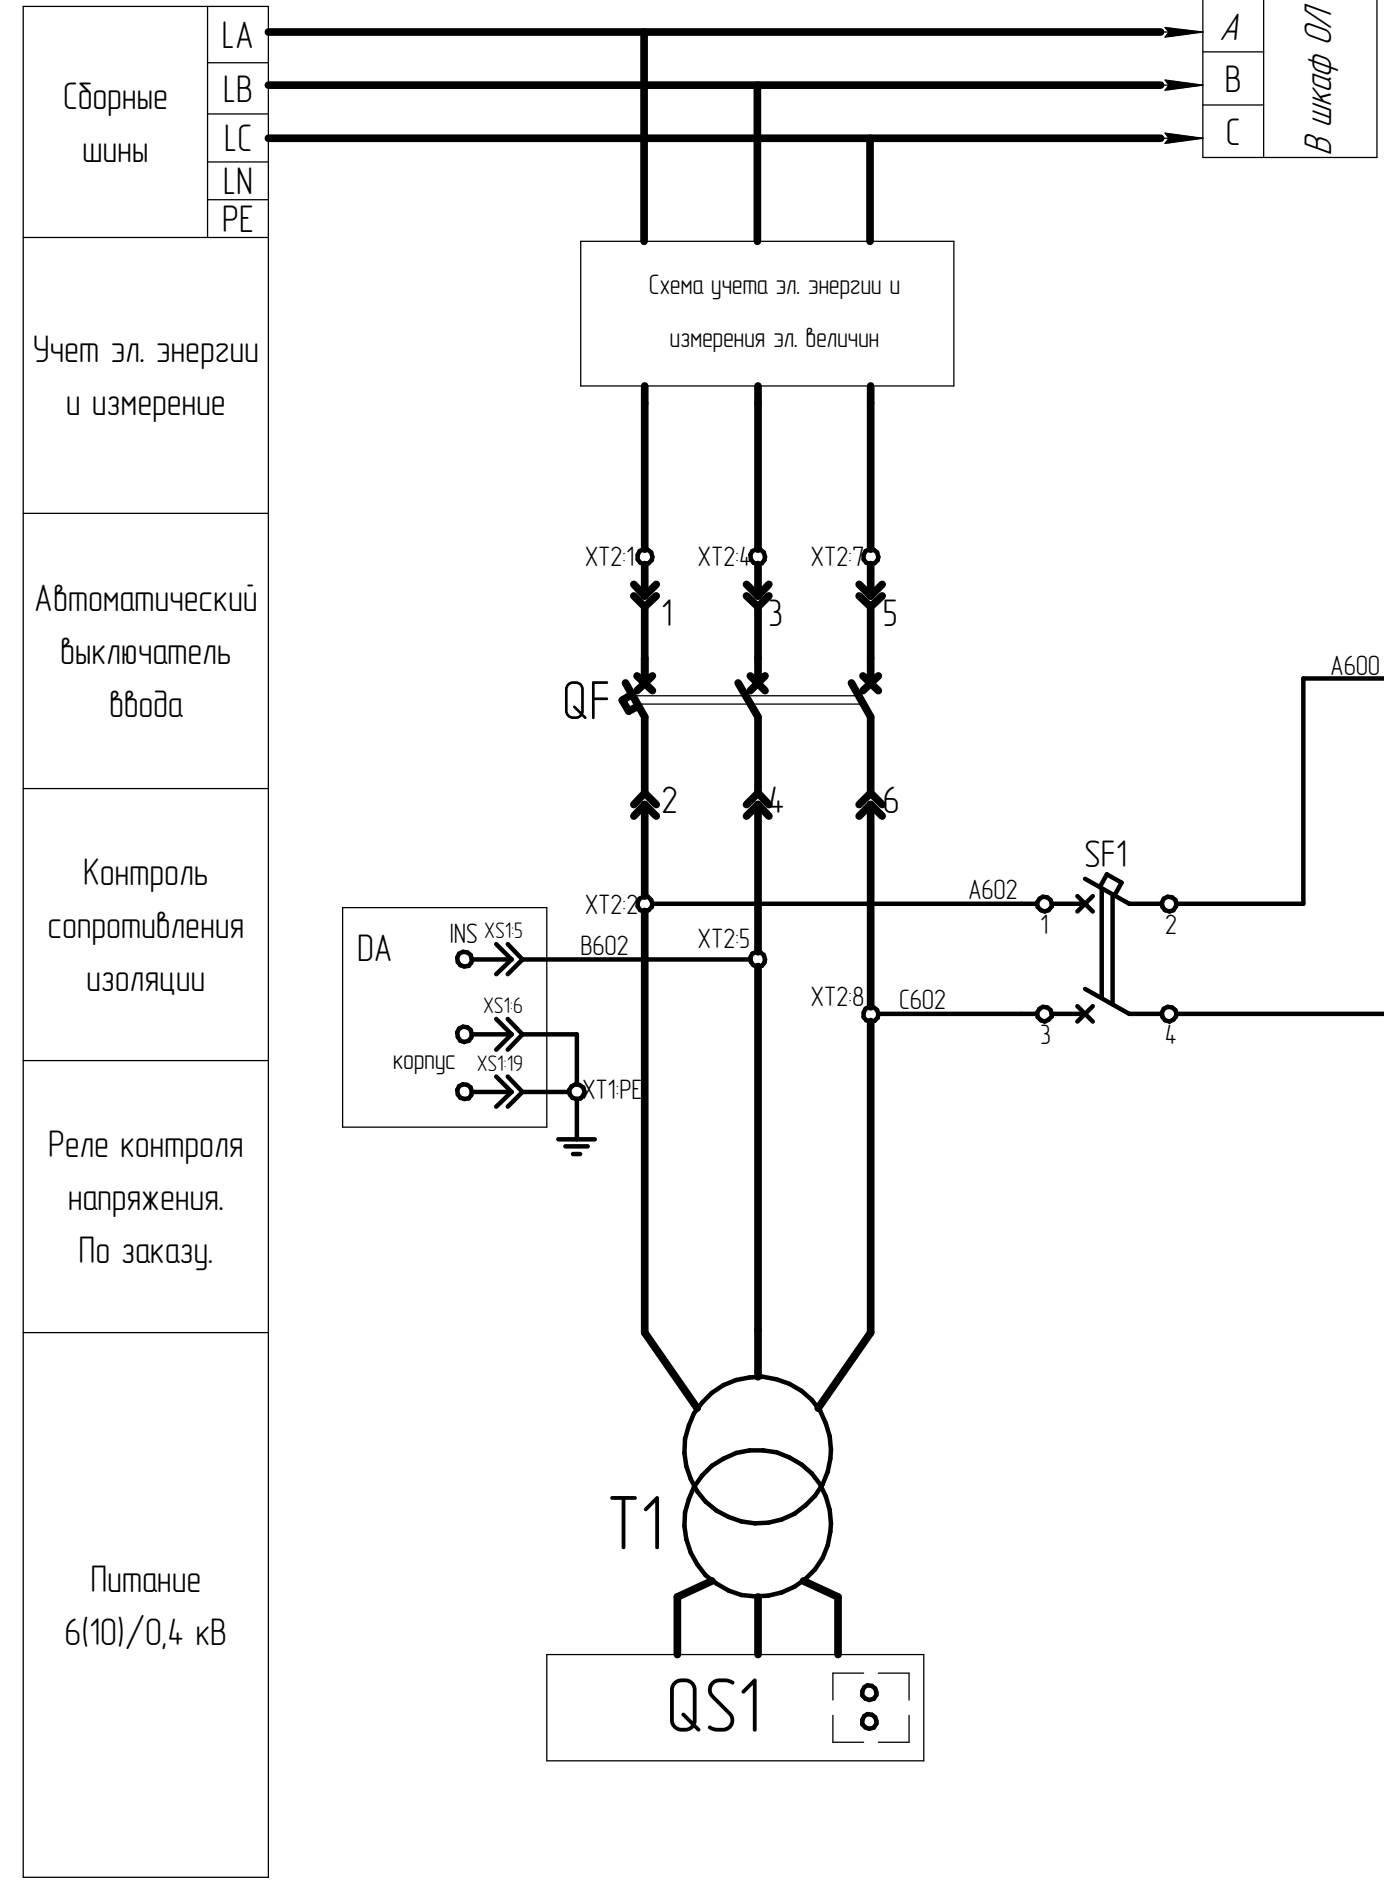 Сборные
шины
LA
LB
LC
LN
PE
A
B
C
В шкаф ОЛ
Учет эл. энергии
и измерение
Схема учета эл. энергии и
измерения эл. величин
Автоматический
выключатель
ввода
XT2:1
XT2:4
XT2:7
1
3
5
QF
2
4
6
A600
Контроль
сопротивления
изоляции
SF1
XT2:2
A602
1
2
DA
INS
XS1:5
B602
XT2:5
XT2:8
C602
3
4
XS1:6
корпус
XS1:19
XT1:PE
Реле контроля
напряжения.
По заказу.
Питание
6(10)/0,4 кВ
T1
QS1